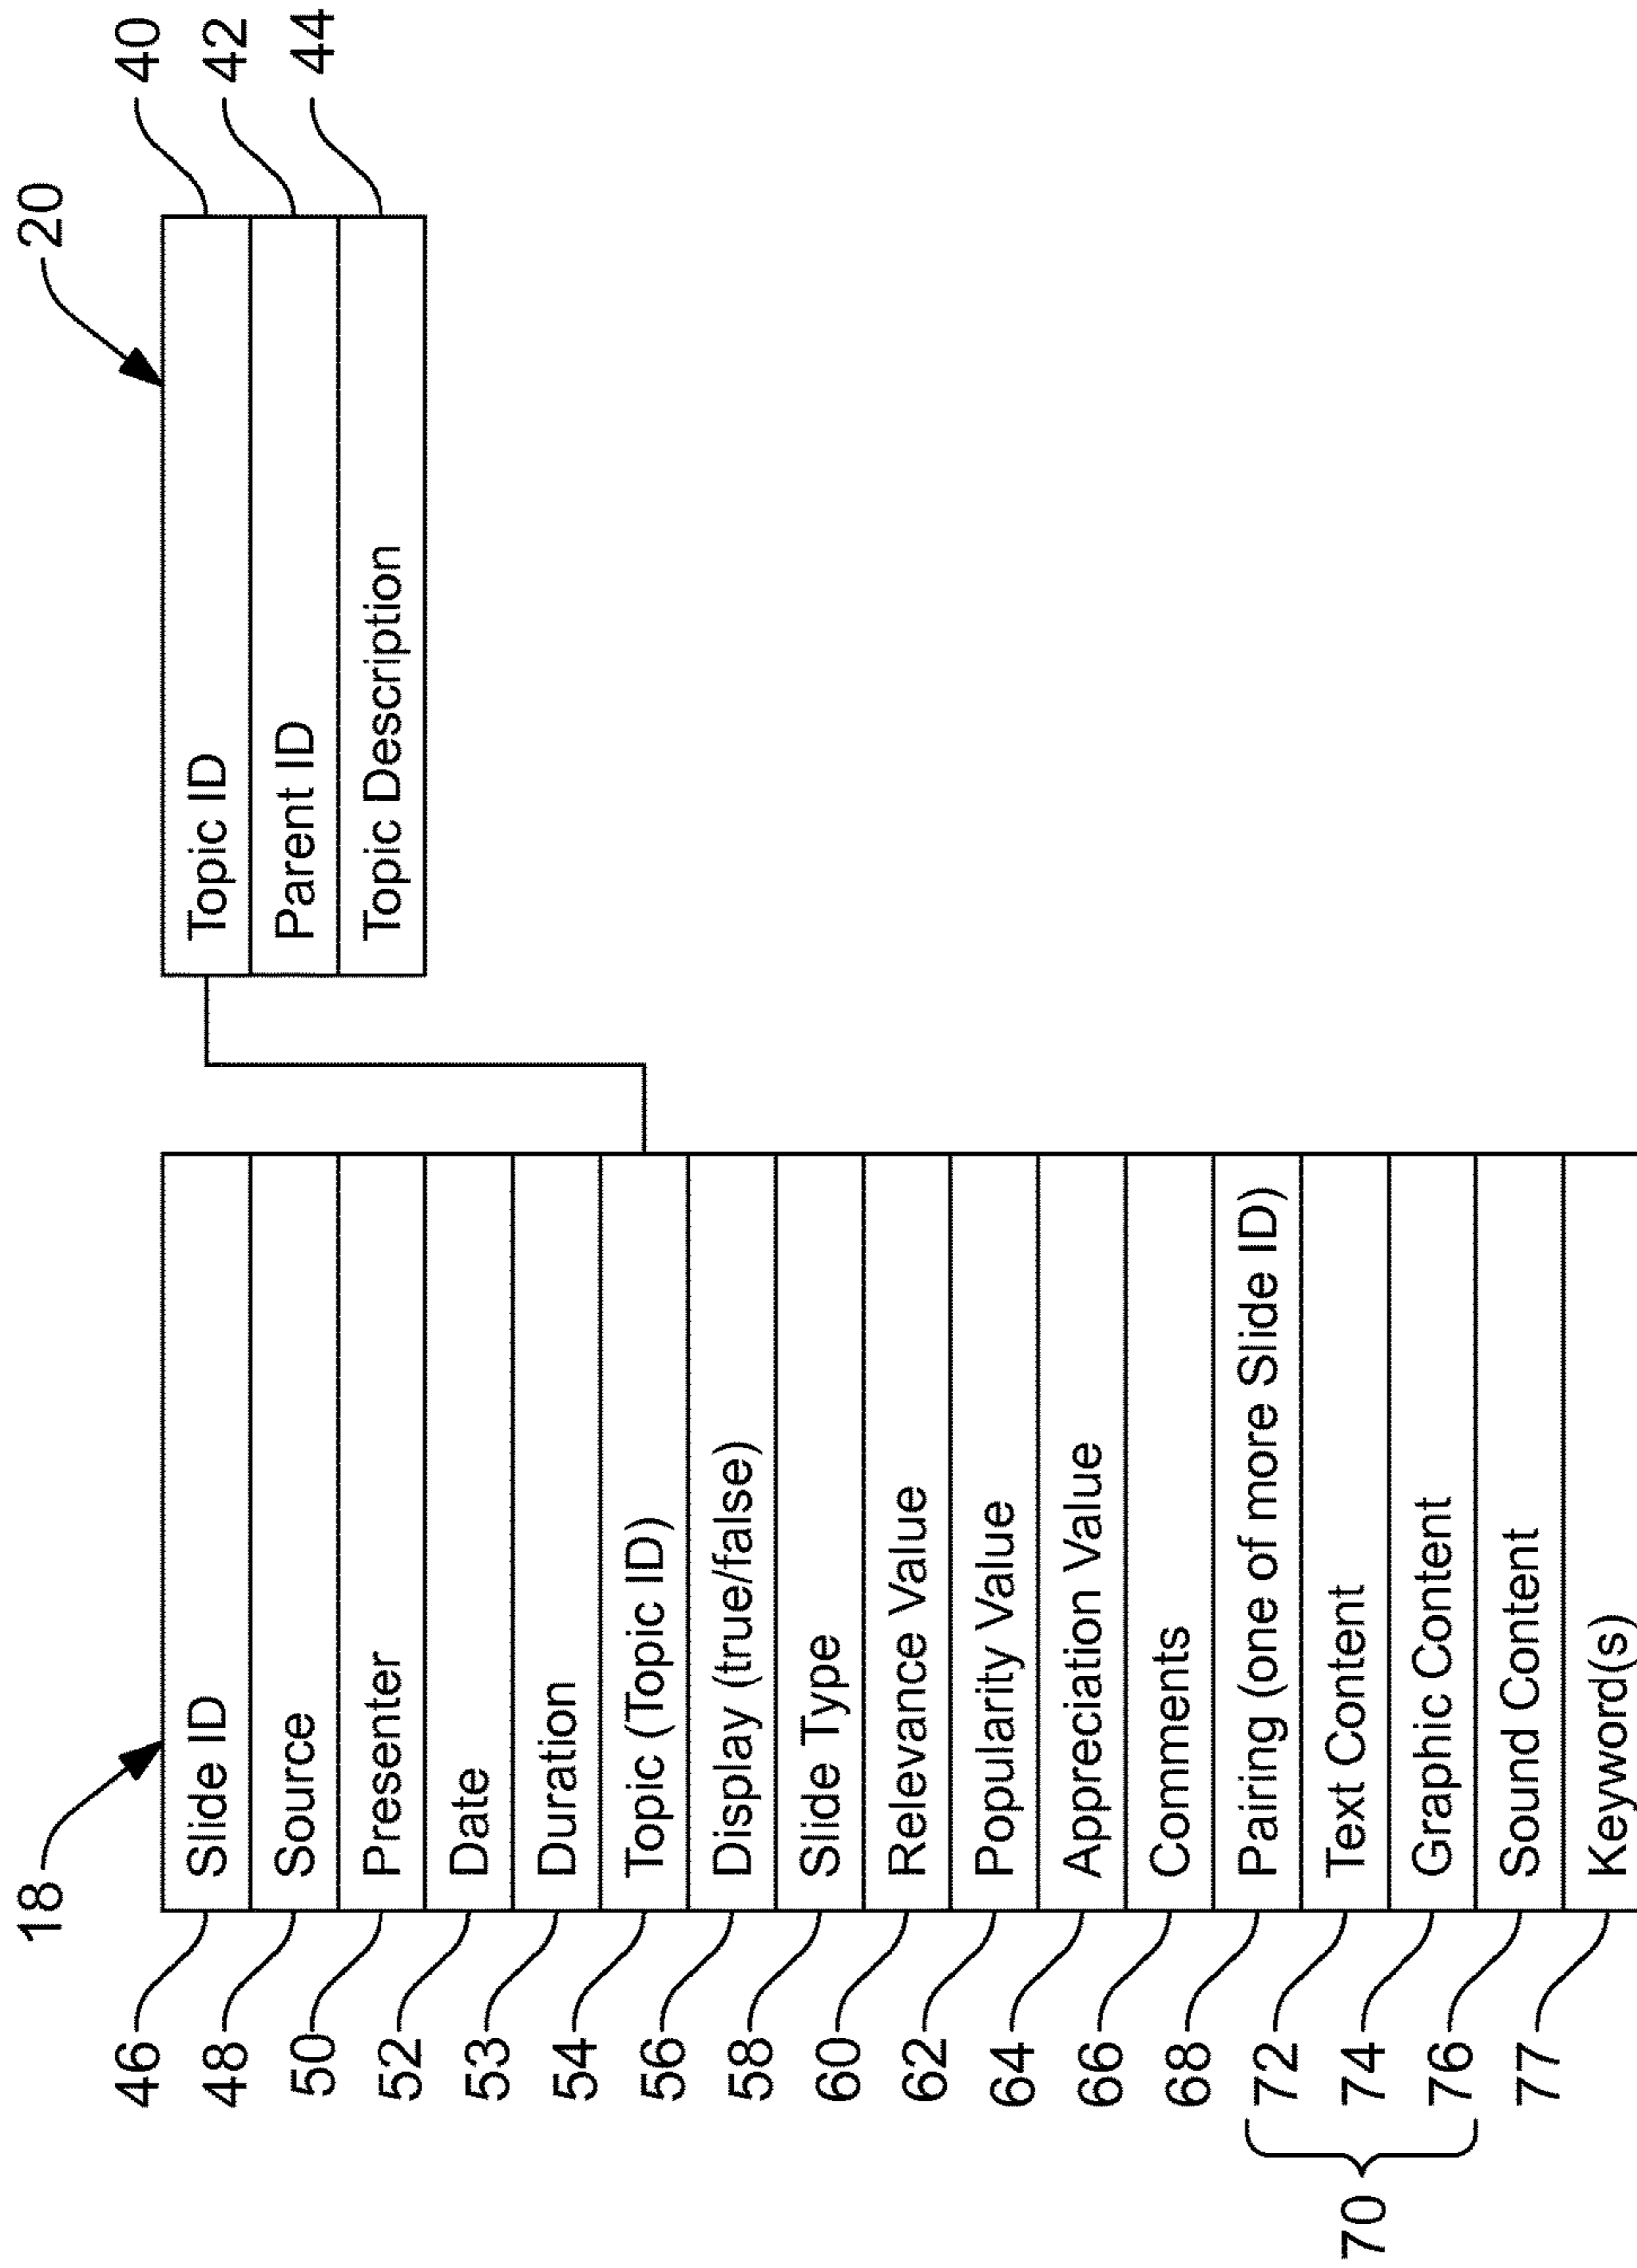 18
46 Slide ID
48 Source
50 Presenter
52 Date
53 Duration
54 Topic (Topic ID)
56 Display (true/false)
58 Slide Type
60 Relevance Value
62 Popularity Value
64 Appreciation Value
66 Comments
68 Pairing (one of more Slide ID)
70
72 Text Content
74 Graphic Content
76 Sound Content
77 Keyword(s)
20
Topic ID 40
Parent ID 42
Topic Description 44